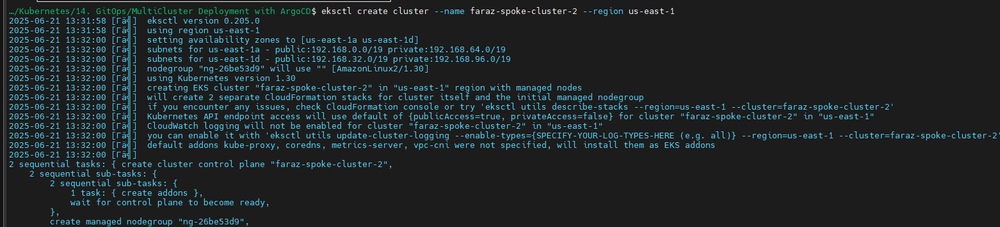 …/Kubernetes/14. GitOps/MultiCluster Deployment with ArgoCD$ eksctl create cluster --name faraz-spoke-cluster-2 --region us-east-1
2025-06-21 13:31:58 [Γä╣]  eksctl version 0.205.0
2025-06-21 13:31:58 [Γä╣]  using region us-east-1
2025-06-21 13:32:00 [Γä╣]  setting availability zones to [us-east-1a us-east-1d]
2025-06-21 13:32:00 [Γä╣]  subnets for us-east-1a - public:192.168.0.0/19 private:192.168.64.0/19
2025-06-21 13:32:00 [Γä╣]  subnets for us-east-1d - public:192.168.32.0/19 private:192.168.96.0/19
2025-06-21 13:32:00 [Γä╣]  nodegroup "ng-26be53d9" will use "" [AmazonLinux2/1.30]
2025-06-21 13:32:00 [Γä╣]  using Kubernetes version 1.30
2025-06-21 13:32:00 [Γä╣]  creating EKS cluster "faraz-spoke-cluster-2" in "us-east-1" region with managed nodes
2025-06-21 13:32:00 [Γä╣]  will create 2 separate CloudFormation stacks for cluster itself and the initial managed nodegroup
2025-06-21 13:32:00 [Γä╣]  if you encounter any issues, check CloudFormation console or try 'eksctl utils describe-stacks --region=us-east-1 --cluster=faraz-spoke-cluster-2'
2025-06-21 13:32:00 [Γä╣]  Kubernetes API endpoint access will use default of {publicAccess=true, privateAccess=false} for cluster "faraz-spoke-cluster-2" in "us-east-1"
2025-06-21 13:32:00 [Γä╣]  CloudWatch logging will not be enabled for cluster "faraz-spoke-cluster-2" in "us-east-1"
2025-06-21 13:32:00 [Γä╣]  you can enable it with 'eksctl utils update-cluster-logging --enable-types={SPECIFY-YOUR-LOG-TYPES-HERE (e.g. all)} --region=us-east-1 --cluster=faraz-spoke-cluster-2'
2025-06-21 13:32:00 [Γä╣]  default addons kube-proxy, coredns, metrics-server, vpc-cni were not specified, will install them as EKS addons
2025-06-21 13:32:00 [Γä╣]
2 sequential tasks: { create cluster control plane "faraz-spoke-cluster-2",
    2 sequential sub-tasks: {
        2 sequential sub-tasks: {
            1 task: { create addons },
            wait for control plane to become ready,
        },
        create managed nodegroup "ng-26be53d9",